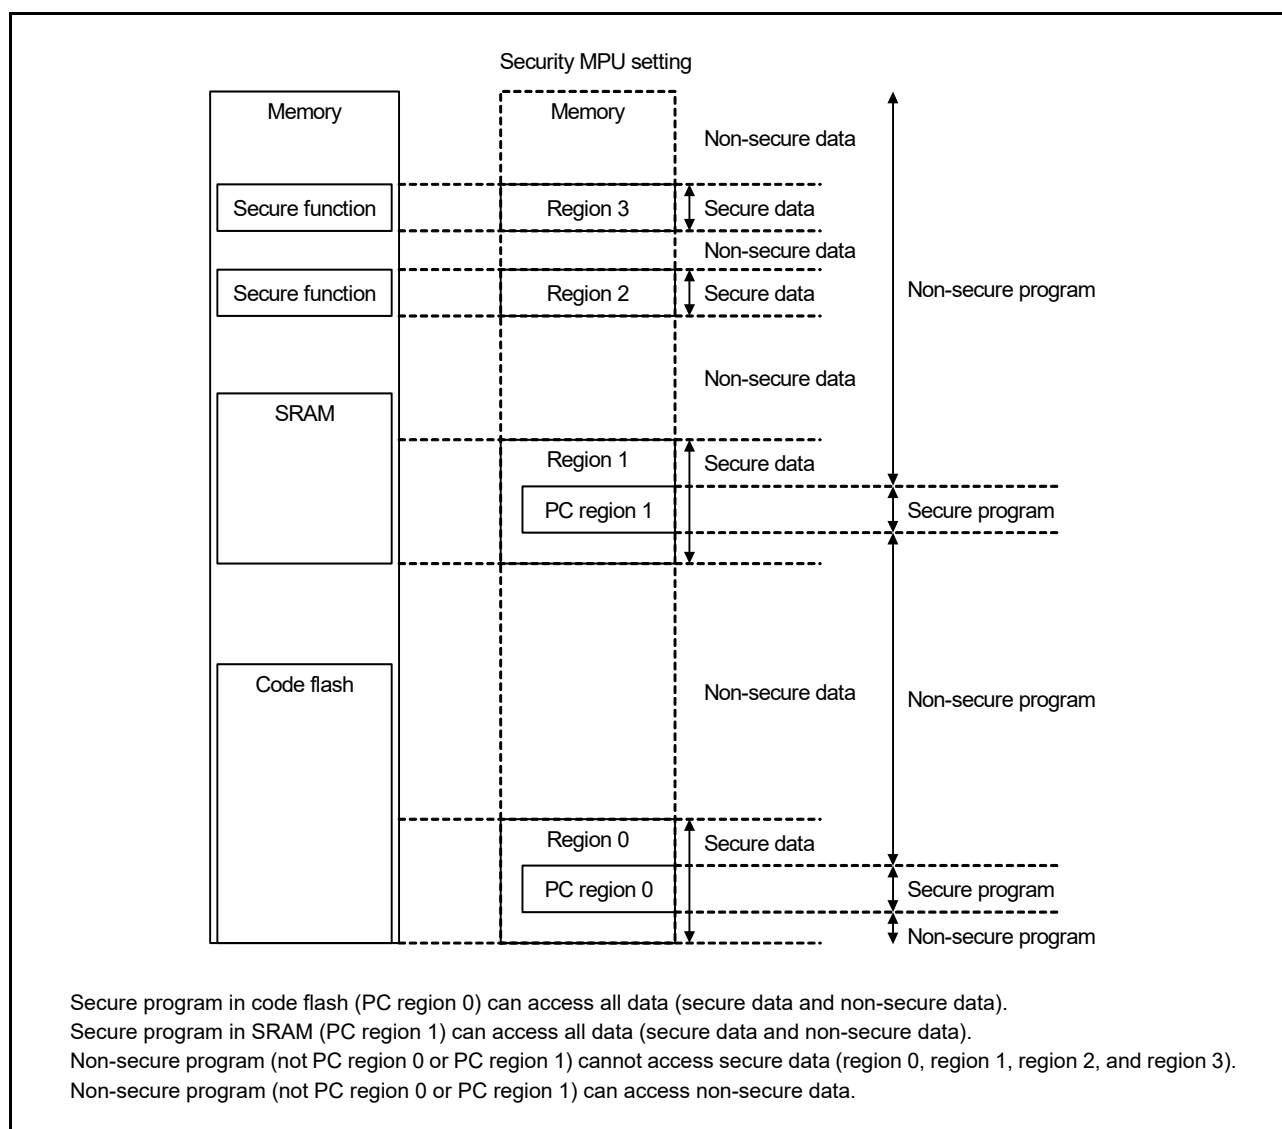 Security MPU setting
Memory
Memory
Non-secure data
Secure function
Region 3
Secure data
Non-secure data
Secure function
Region 2
Secure data
Non-secure program
Non-secure data
SRAM
Region 1
Secure data
PC region 1
Secure program
Code flash
Non-secure data
Non-secure program
Region 0
Secure data
PC region 0
Secure program
Non-secure program
Secure program in code flash (PC region 0) can access all data (secure data and non-secure data).
Secure program in SRAM (PC region 1) can access all data (secure data and non-secure data).
Non-secure program (not PC region 0 or PC region 1) cannot access secure data (region 0, region 1, region 2, and region 3).
Non-secure program (not PC region 0 or PC region 1) can access non-secure data.